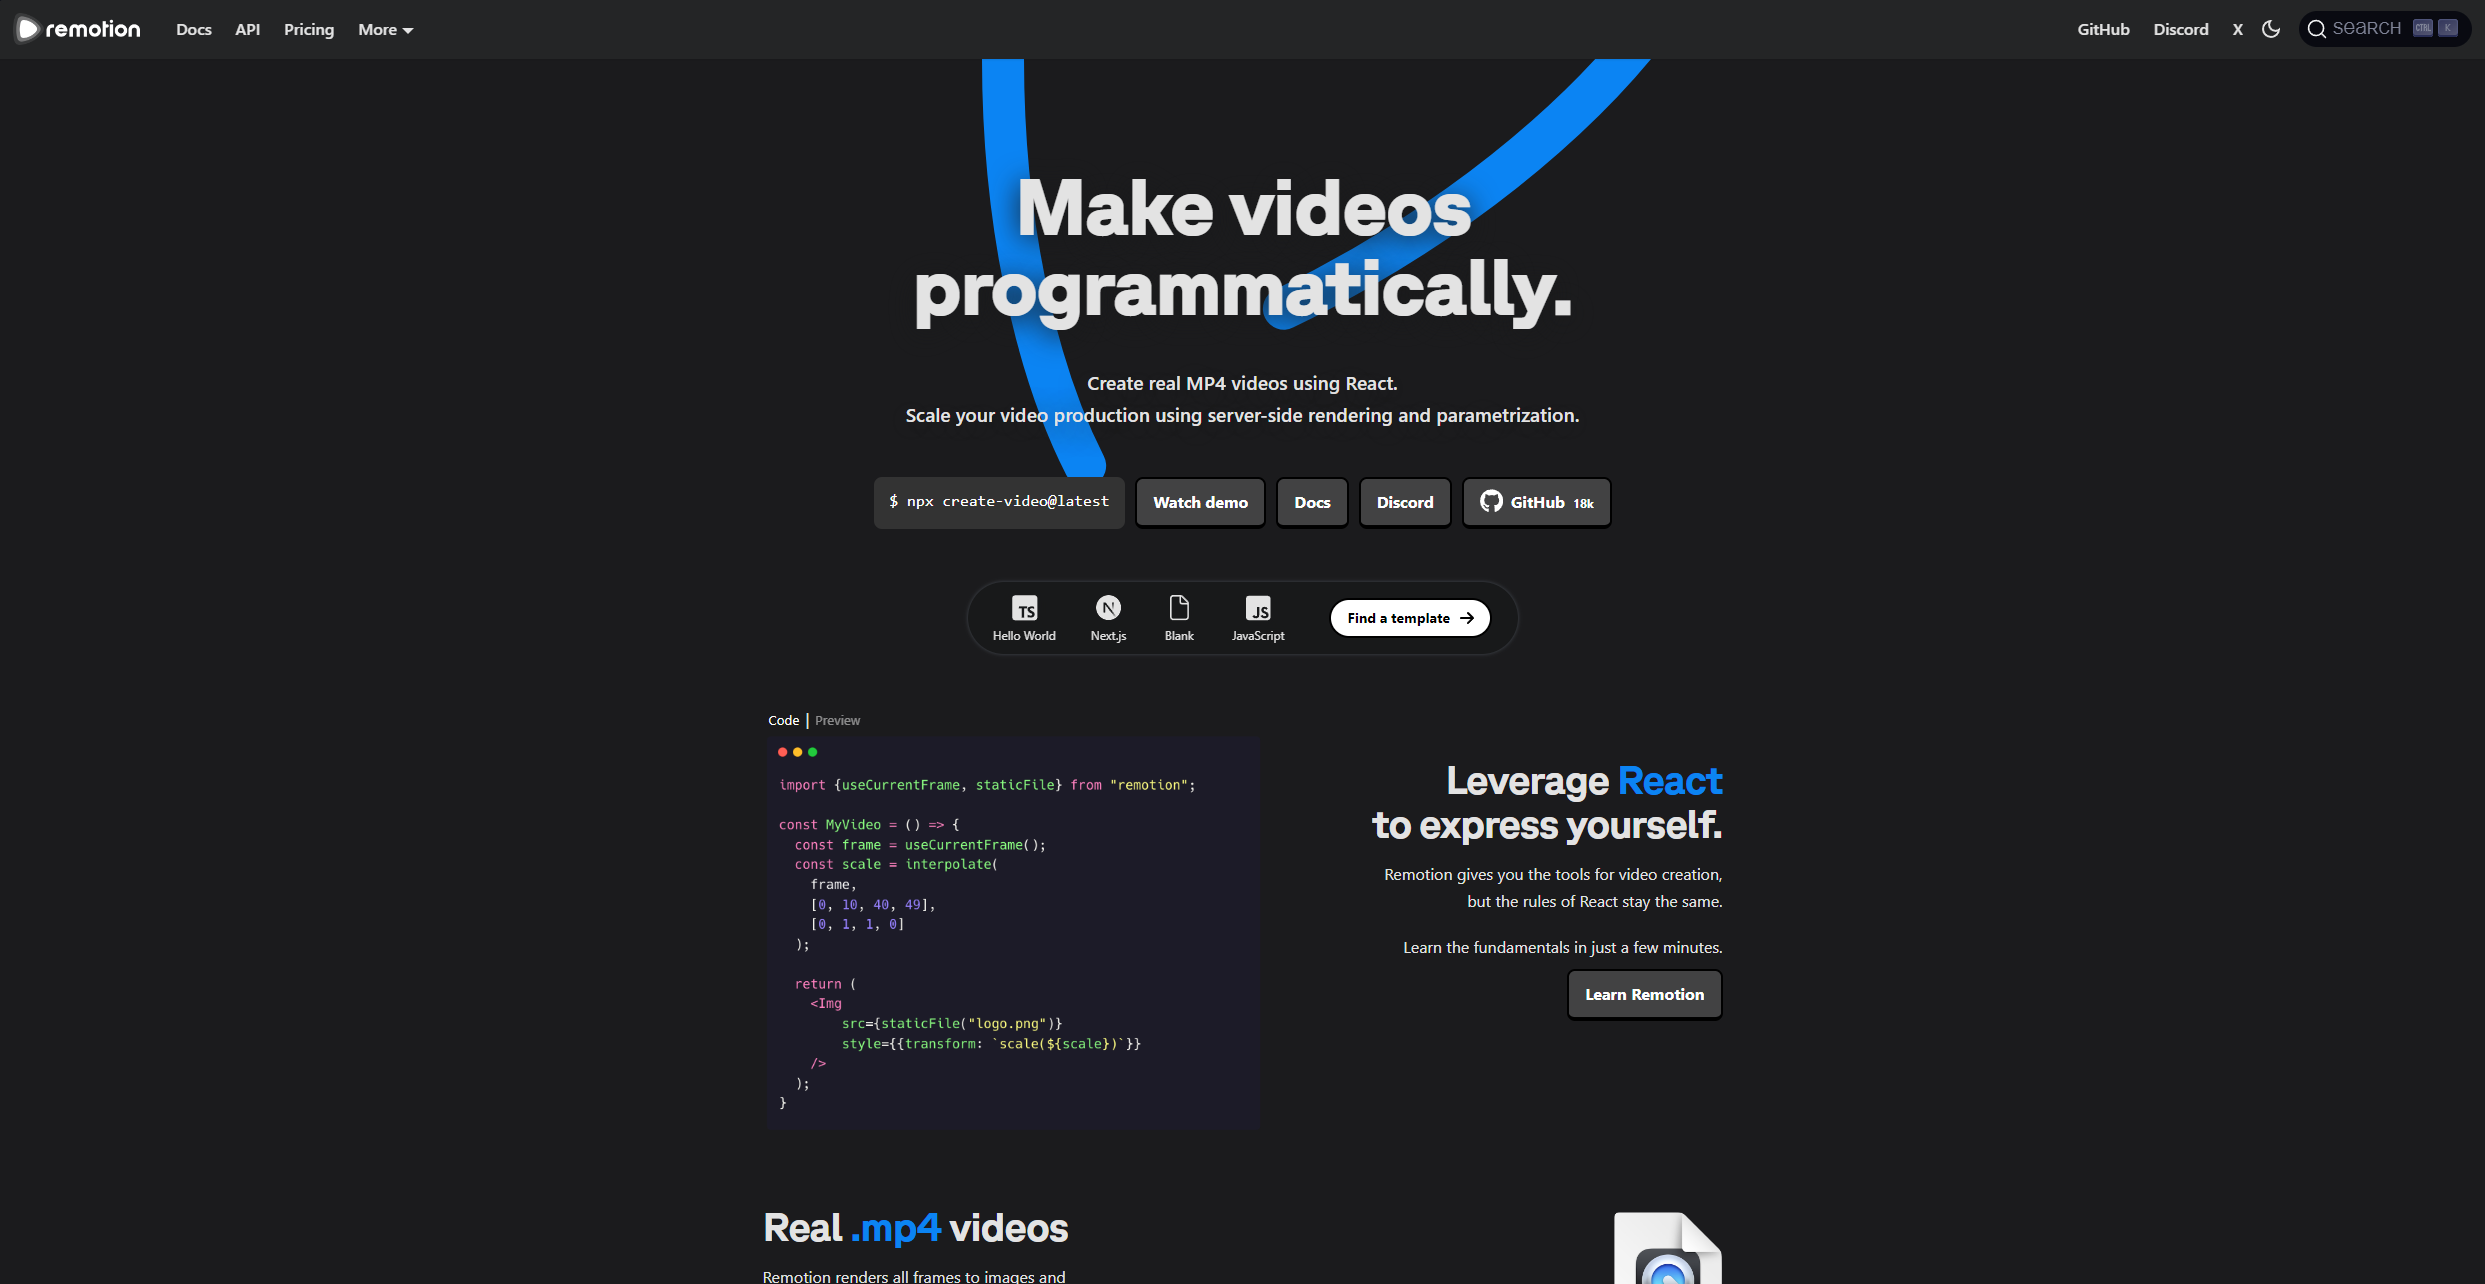 remotion Docs API Pricing More GitHub Discord X SeaRCH CTRL K
Make videos
programmatically.
Create real MP4 videos using React.
Scale your video production using server-side rendering and parametrization.
$ npx create-video@latest Watch demo Docs Discord GitHub 18k
TS N JS
Hello World Next.js Blank JavaScript Find a template →
Code | Preview
import {useCurrentFrame, staticFile} from "remotion";
const MyVideo = () => {
const frame = useCurrentFrame();
const scale = interpolate(
frame,
[0, 10, 40, 49],
[0, 1, 1, 0]
);
return (
<Img
src={staticFile("logo.png")}
style={{transform: `scale(${scale})`}}
/>
);
}
Leverage React
to express yourself.
Remotion gives you the tools for video creation,
but the rules of React stay the same.
Learn the fundamentals in just a few minutes.
Learn Remotion
Real .mp4 videos
Remotion renders all frames to images and